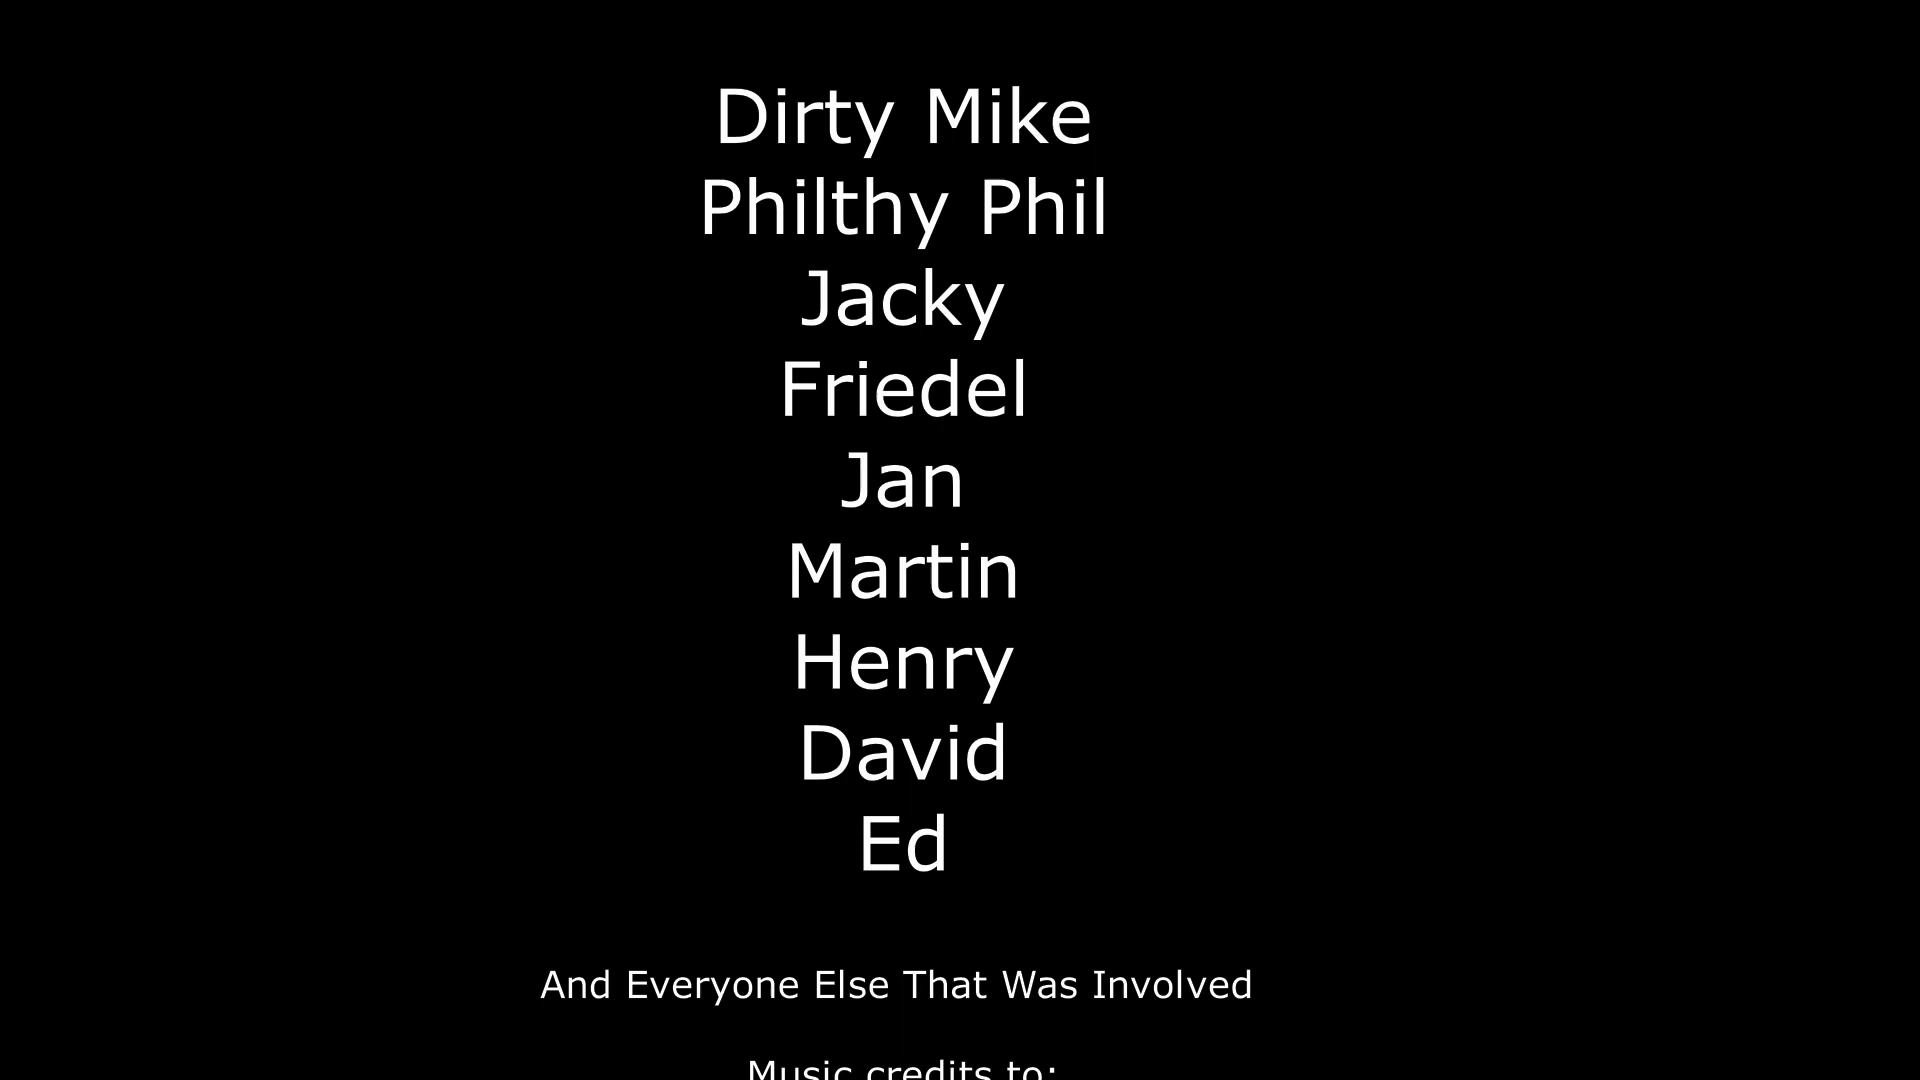 Dirty Mike
Philthy Phil
Jacky
Friedel
Jan
Martin
Henry
David
Ed
And Everyone Else That Was Involved
Music credits to: